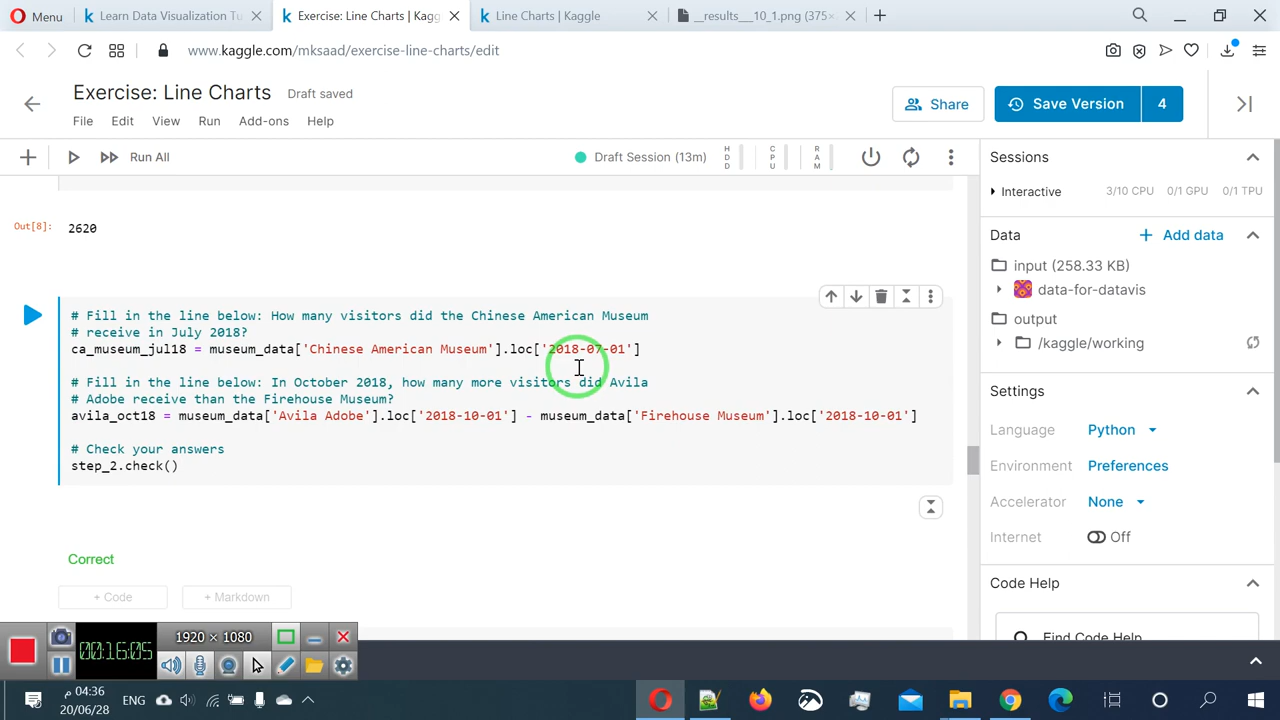 Menu
Learn Data Visualization Tu
Exercise: Line Charts | Kagg
Line Charts | Kaggle
__results___10_1.png (375×
www.kaggle.com/mksaad/exercise-line-charts/edit
Exercise: Line Charts
Draft saved
File Edit View Run Add-ons Help
Share
Save Version
4
Run All
Draft Session (13m)
HDD
CPU
RAM
Sessions
Interactive
3/10 CPU 0/1 GPU 0/1 TPU
Data
+ Add data
input (258.33 KB)
data-for-datavis
output
/kaggle/working
Settings
Language Python
Environment Preferences
Accelerator None
Internet Off
Code Help
Find Code Help
Out[8]: 2620
# Fill in the line below: How many visitors did the Chinese American Museum
# receive in July 2018?
ca_museum_jul18 = museum_data['Chinese American Museum'].loc['2018-07-01']
# Fill in the line below: In October 2018, how many more visitors did Avila
# Adobe receive than the Firehouse Museum?
avila_oct18 = museum_data['Avila Adobe'].loc['2018-10-01'] - museum_data['Firehouse Museum'].loc['2018-10-01']
# Check your answers
step_2.check()
Correct
+ Code
+ Markdown
00:16:05
1920 × 1080
ENG
04:36 م
20/06/28